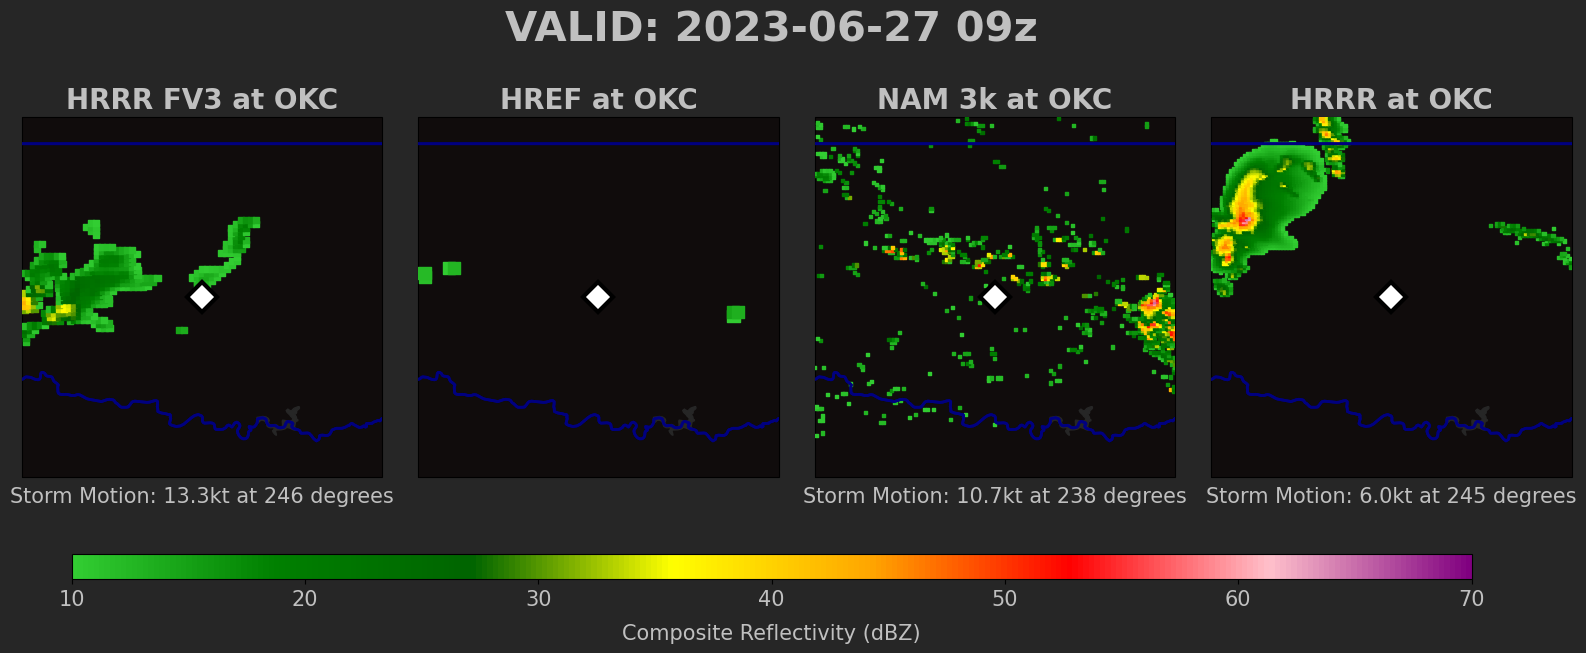 VALID: 2023-06-27 09z
HRRR FV3 at OKC
HREF at OKC
NAM 3k at OKC
HRRR at OKC
Storm Motion: 13.3kt at 246 degrees
Storm Motion: 10.7kt at 238 degrees
Storm Motion: 6.0kt at 245 degrees
10 20 30 40 50 60 70
Composite Reflectivity (dBZ)